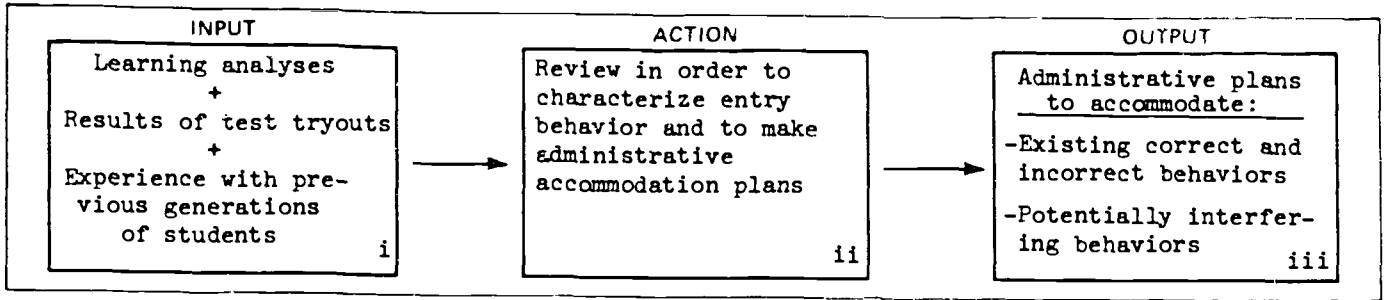 INPUT
Learning analyses
+
Results of test tryouts
+
Experience with pre-
vious generations
of students
i
ACTION
Review in order to
characterize entry
behavior and to make
administrative
accommodation plans
ii
OUTPUT
Administrative plans
to accommodate:
-Existing correct and
incorrect behaviors
-Potentially interfer-
ing behaviors
iii